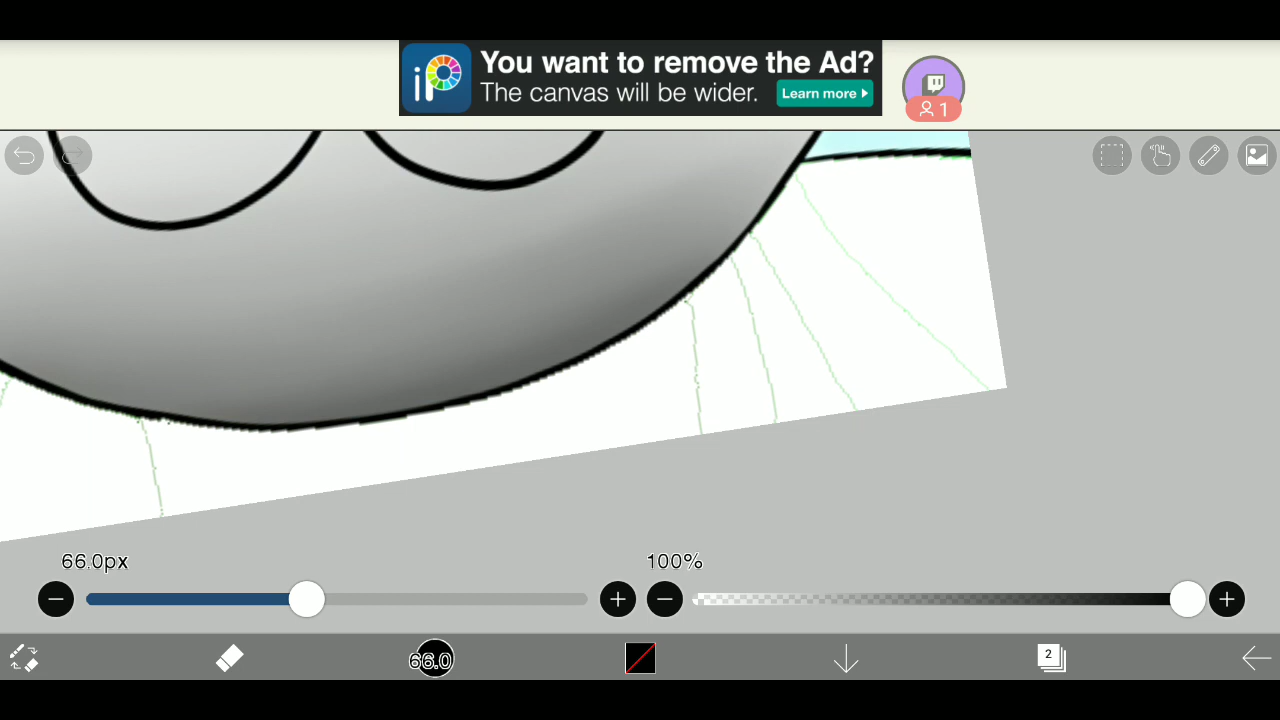 iP
You want to remove the Ad?
The canvas will be wider.
Learn more
1
66.0px
100%
66.0
2